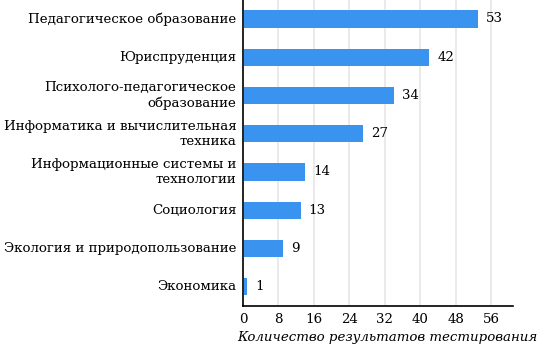 Педагогическое образование 53
Юриспруденция 42
Психолого-педагогическое
образование 34
Информатика и вычислительная
техника 27
Информационные системы и
технологии 14
Социология 13
Экология и природопользование 9
Экономика 1
0 8 16 24 32 40 48 56
Количество результатов тестирования